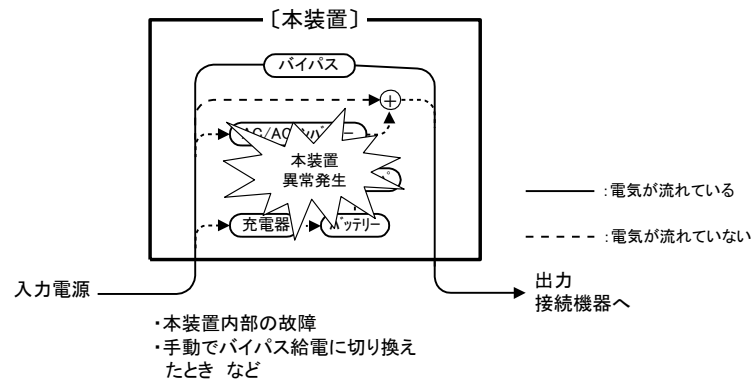 〔本装置〕
バイパス
＋
AC/AC
本装置
異常発生
充電器
バッテリー
：電気が流れている
：電気が流れていない
入力電源
出力
接続機器へ
・本装置内部の故障
・手動でバイパス給電に切り換え
たとき など